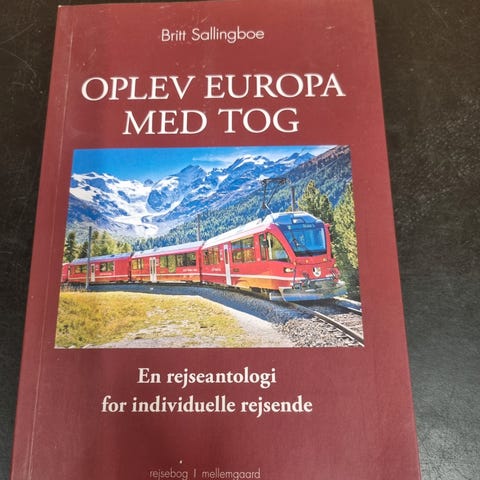 Britt Sallingboe
OPLEV EUROPA
MED TOG
En rejseantologi
for individuelle rejsende
rejsebog | mellemgaard